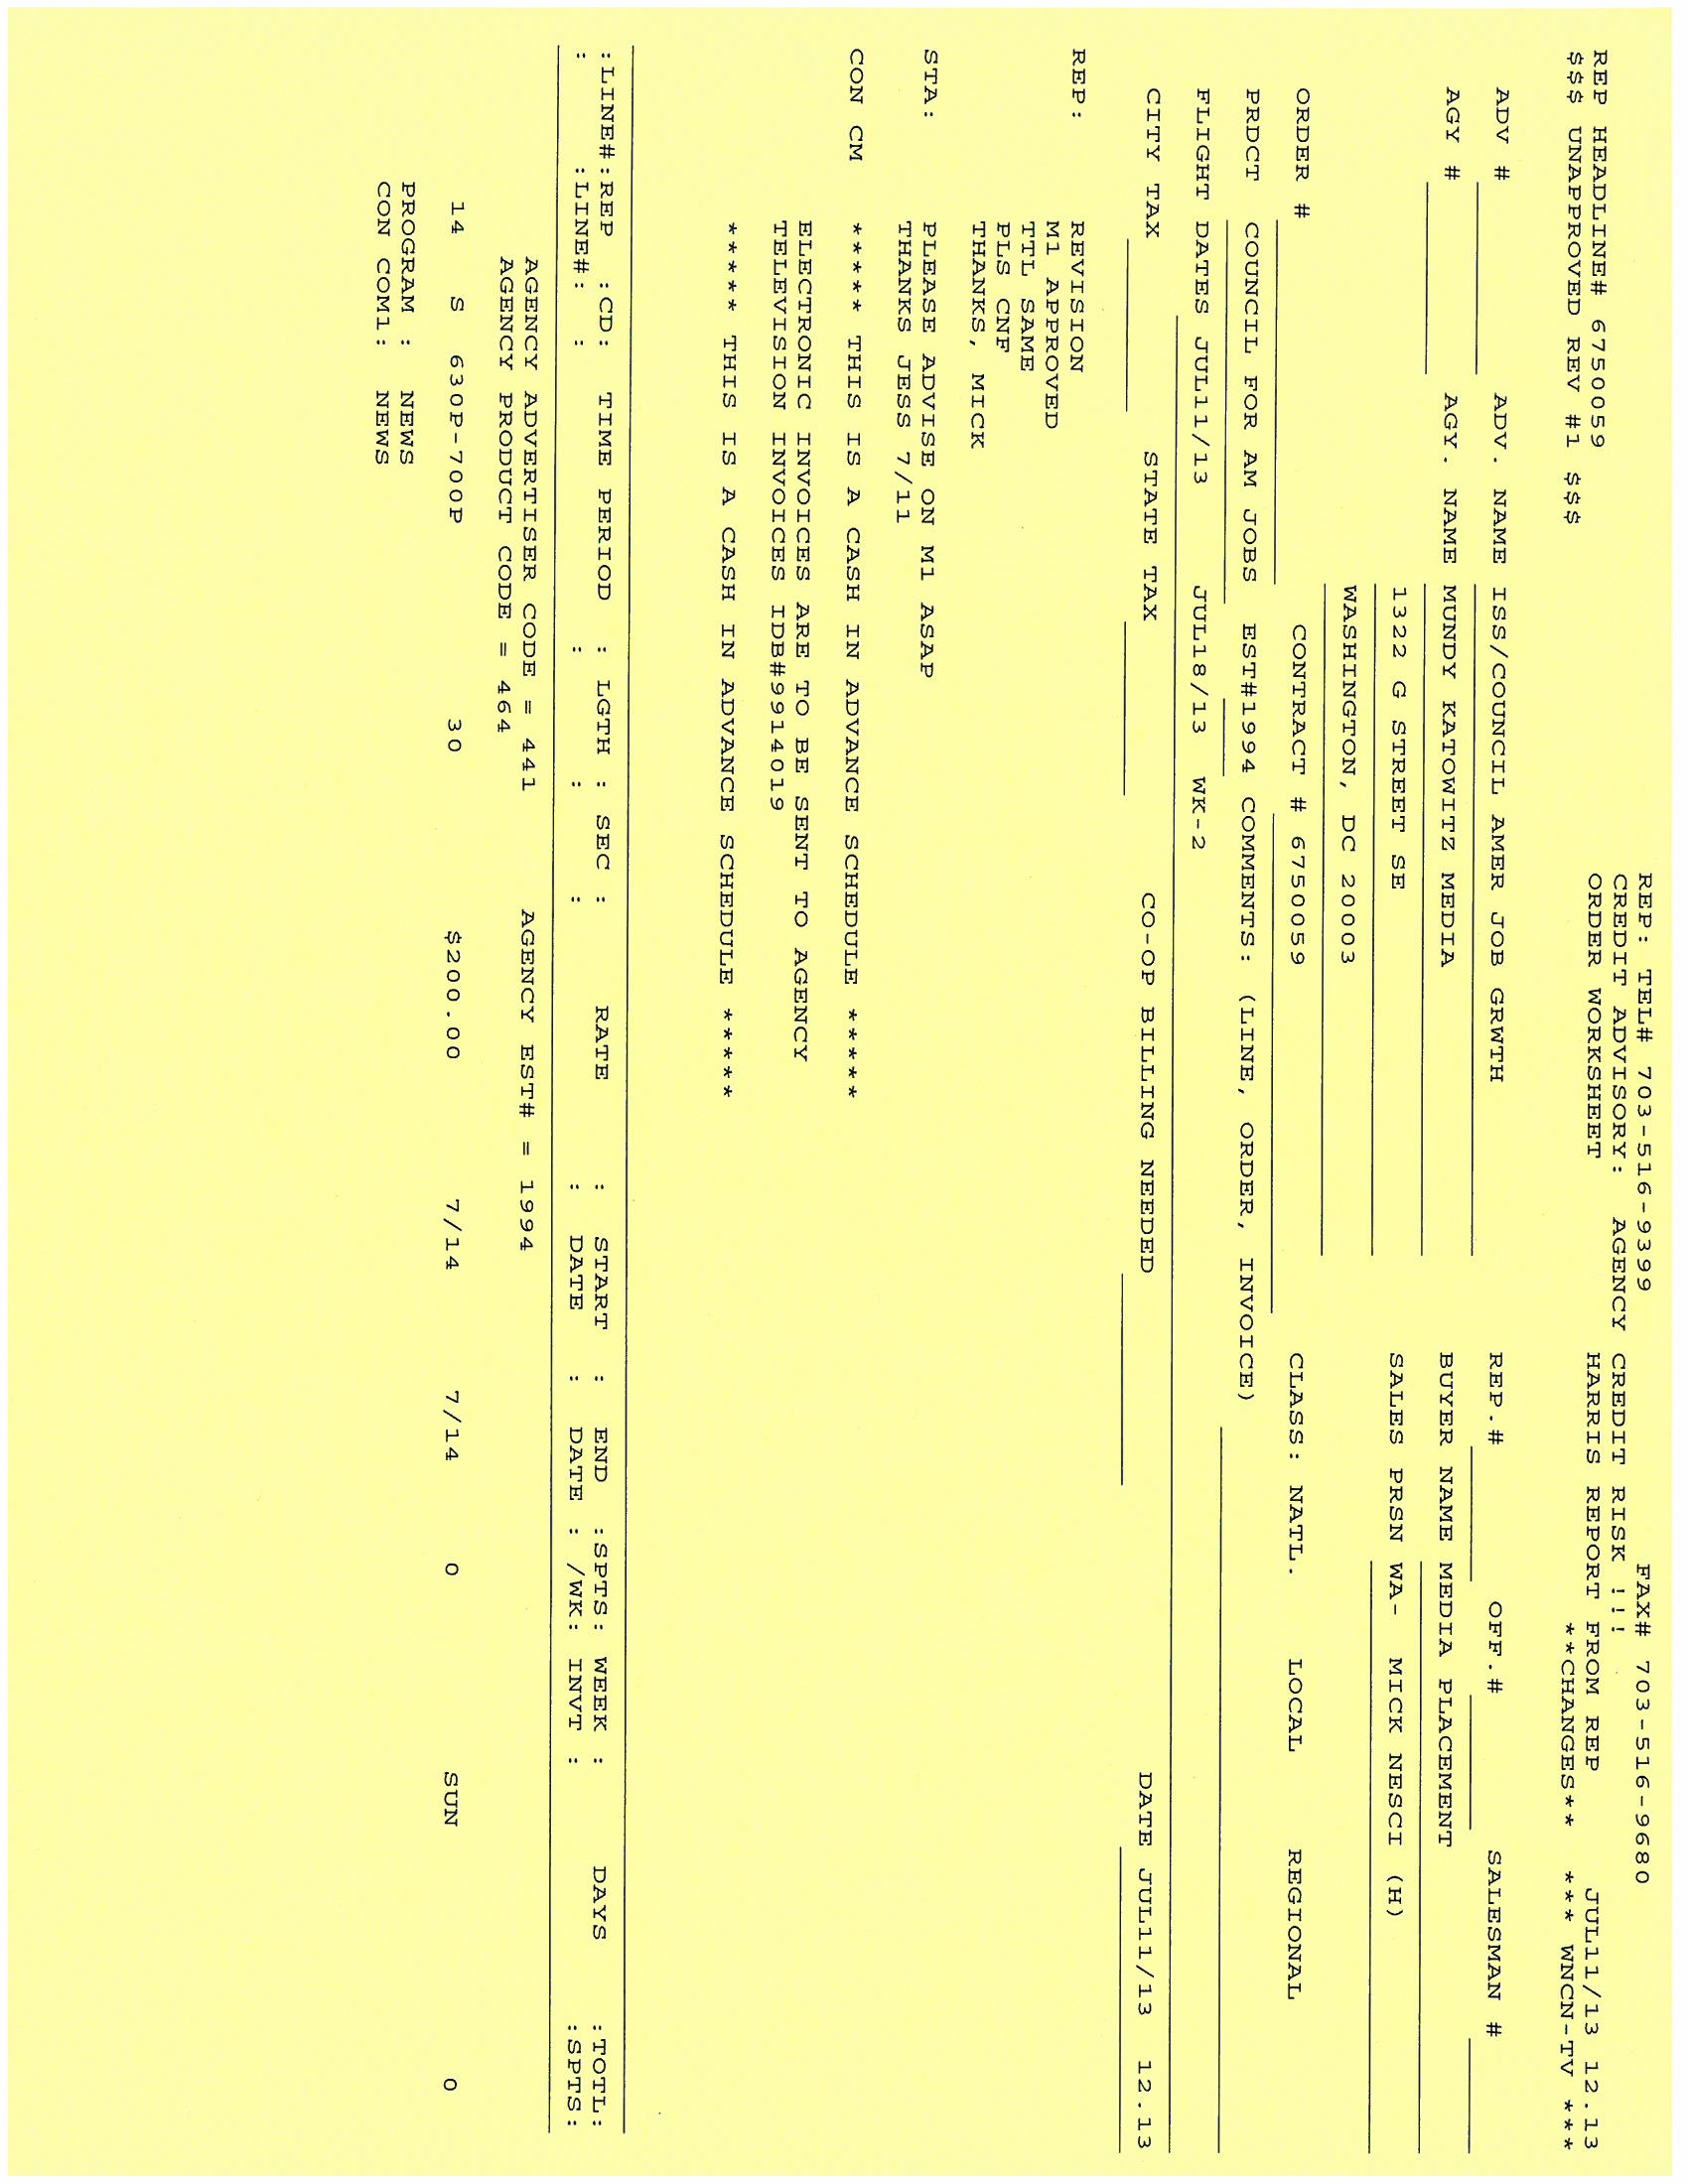 REP: TEL# 703-516-9399 FAX# 703-516-9680
CREDIT ADVISORY: AGENCY CREDIT RISK !!!
REP HEADLINE# 6750059 ORDER WORKSHEET HARRIS REPORT FROM REP JUL11/13 12.13
$$$ UNAPPROVED REV #1 $$$ **CHANGES** *** WNCN-TV ***
ADV # ADV. NAME ISS/COUNCIL AMER JOB GRWTH REP.# OFF.# SALESMAN #
AGY # AGY. NAME MUNDY KATOWITZ MEDIA BUYER NAME MEDIA PLACEMENT
1322 G STREET SE SALES PRSN WA- MICK NESCI (H)
WASHINGTON, DC 20003
ORDER # CONTRACT # 6750059 CLASS: NATL. LOCAL REGIONAL
PRDCT COUNCIL FOR AM JOBS EST#1994 COMMENTS: (LINE, ORDER, INVOICE)
FLIGHT DATES JUL11/13 JUL18/13 WK-2
CITY TAX STATE TAX CO-OP BILLING NEEDED DATE JUL11/13 12.13
REP: REVISION
M1 APPROVED
TTL SAME
PLS CNF
THANKS, MICK
STA: PLEASE ADVISE ON M1 ASAP
THANKS JESS 7/11
CON CM ***** THIS IS A CASH IN ADVANCE SCHEDULE *****
ELECTRONIC INVOICES ARE TO BE SENT TO AGENCY
TELEVISION INVOICES IDB#9914019
***** THIS IS A CASH IN ADVANCE SCHEDULE *****
:LINE#:REP :CD: TIME PERIOD : LGTH : SEC : RATE : START : END :SPTS: WEEK : DAYS :TOTL:
: :LINE#: : : : : : DATE : DATE : /WK: INVT : :SPTS:
AGENCY ADVERTISER CODE = 441 AGENCY EST# = 1994
AGENCY PRODUCT CODE = 464
14 S 630P-700P 30 $200.00 7/14 7/14 0 SUN 0
PROGRAM : NEWS
CON COM1: NEWS